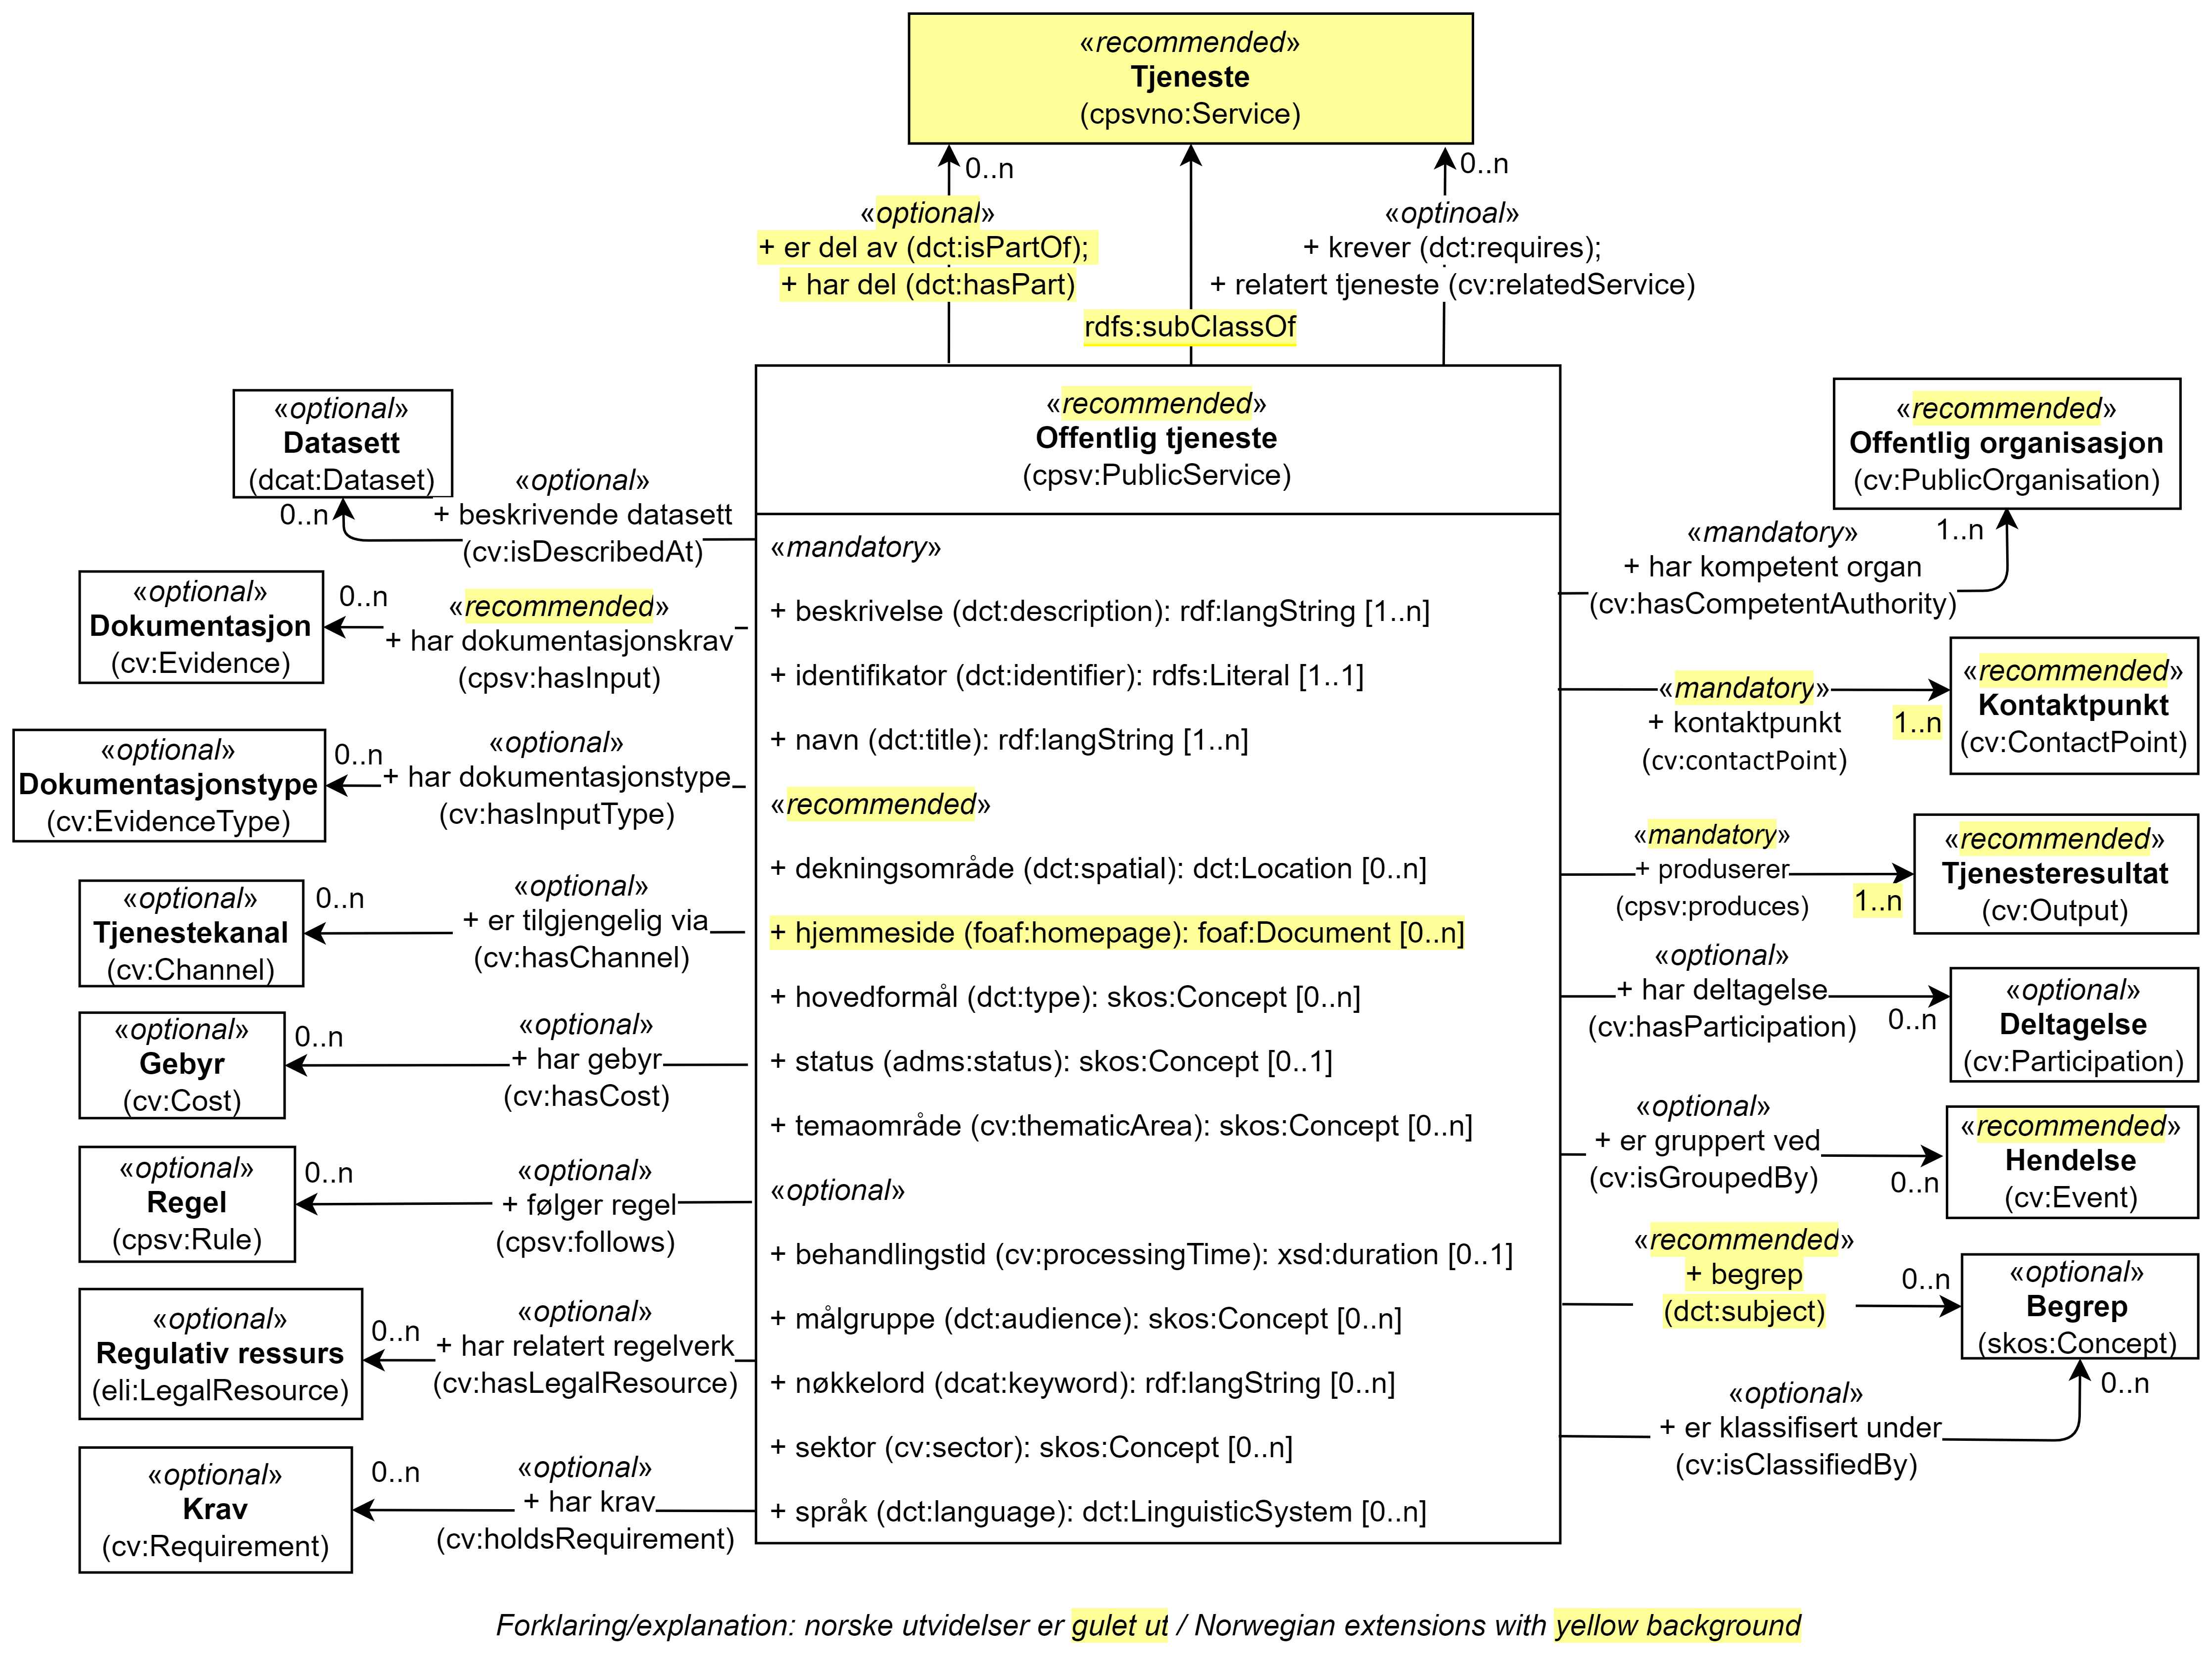 «recommended»
Tjeneste
(cpsvno:Service)
0..n
0..n
«optional»
+ er del av (dct:isPartOf);
+ har del (dct:hasPart)
rdfs:subClassOf
«optinoal»
+ krever (dct:requires);
+ relatert tjeneste (cv:relatedService)
«recommended»
Offentlig tjeneste
(cpsv:PublicService)
«mandatory»
+ beskrivelse (dct:description): rdf:langString [1..n]
+ identifikator (dct:identifier): rdfs:Literal [1..1]
+ navn (dct:title): rdf:langString [1..n]
«recommended»
+ dekningsområde (dct:spatial): dct:Location [0..n]
+ hjemmeside (foaf:homepage): foaf:Document [0..n]
+ hovedformål (dct:type): skos:Concept [0..n]
+ status (adms:status): skos:Concept [0..1]
+ temaområde (cv:thematicArea): skos:Concept [0..n]
«optional»
+ behandlingstid (cv:processingTime): xsd:duration [0..1]
+ målgruppe (dct:audience): skos:Concept [0..n]
+ nøkkelord (dcat:keyword): rdf:langString [0..n]
+ sektor (cv:sector): skos:Concept [0..n]
+ språk (dct:language): dct:LinguisticSystem [0..n]
«optional»
Datasett
(dcat:Dataset)
0..n
«optional»
+ beskrivende datasett
(cv:isDescribedAt)
«optional»
Dokumentasjon
(cv:Evidence)
0..n
«recommended»
+ har dokumentasjonskrav
(cpsv:hasInput)
«optional»
Dokumentasjonstype
(cv:EvidenceType)
0..n
«optional»
+ har dokumentasjonstype
(cv:hasInputType)
«optional»
Tjenestekanal
(cv:Channel)
0..n
«optional»
+ er tilgjengelig via
(cv:hasChannel)
«optional»
Gebyr
(cv:Cost)
0..n
«optional»
+ har gebyr
(cv:hasCost)
«optional»
Regel
(cpsv:Rule)
0..n
«optional»
+ følger regel
(cpsv:follows)
«optional»
Regulativ ressurs
(eli:LegalResource)
0..n
«optional»
+ har relatert regelverk
(cv:hasLegalResource)
«optional»
Krav
(cv:Requirement)
0..n
«optional»
+ har krav
(cv:holdsRequirement)
«recommended»
Offentlig organisasjon
(cv:PublicOrganisation)
«mandatory»
+ har kompetent organ
(cv:hasCompetentAuthority)
1..n
«mandatory»
+ kontaktpunkt
(cv:contactPoint)
1..n
«recommended»
Kontaktpunkt
(cv:ContactPoint)
«mandatory»
+ produserer
(cpsv:produces)
1..n
«recommended»
Tjenesteresultat
(cv:Output)
«optional»
+ har deltagelse
(cv:hasParticipation)
0..n
«optional»
Deltagelse
(cv:Participation)
«optional»
+ er gruppert ved
(cv:isGroupedBy)
0..n
«recommended»
Hendelse
(cv:Event)
«recommended»
+ begrep
(dct:subject)
0..n
«optional»
Begrep
(skos:Concept)
«optional»
+ er klassifisert under
(cv:isClassifiedBy)
0..n
Forklaring/explanation: norske utvidelser er gulet ut / Norwegian extensions with yellow background